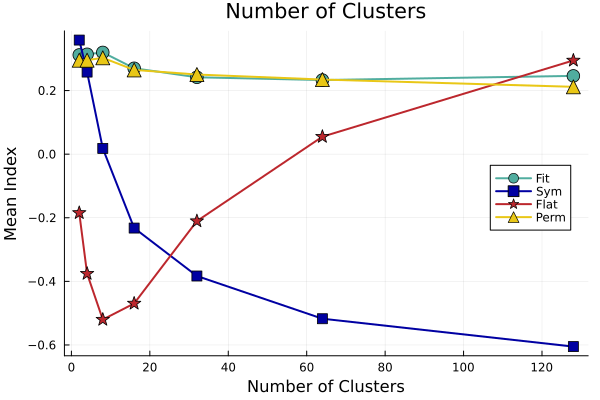 Number of Clusters
Mean Index
0.2
0.0
−0.2
−0.4
−0.6
Fit
Sym
Flat
Perm
0 20 40 60 80 100 120
Number of Clusters